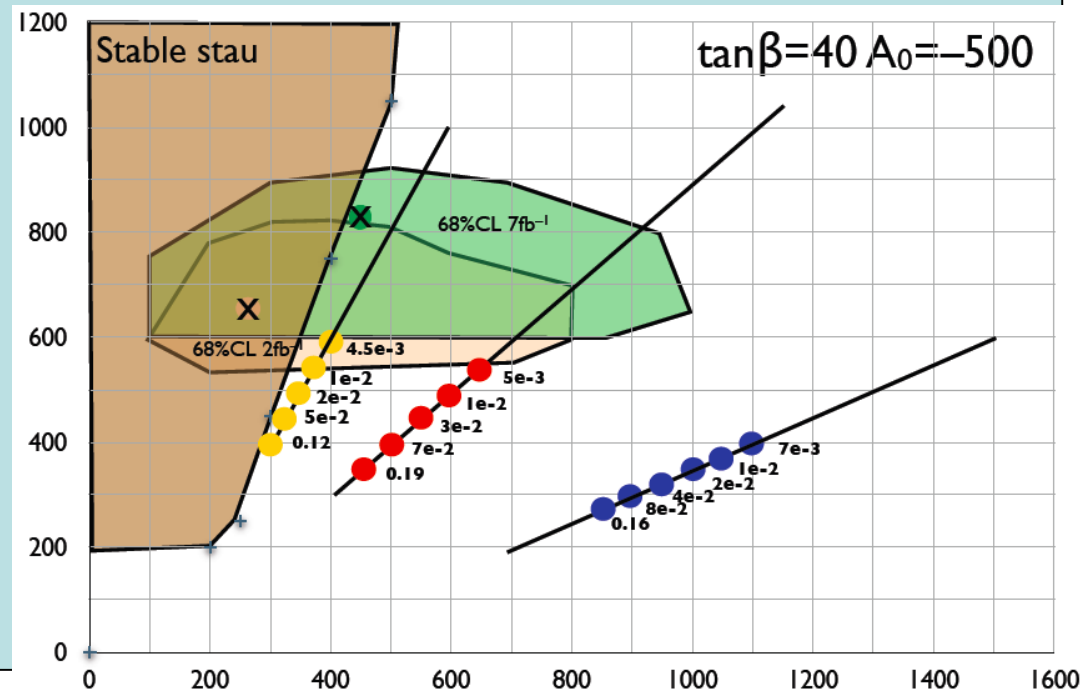 1200
Stable stau
tanβ=40 A₀=–500
1000
68%CL 7fb⁻¹
800
X
X
600
68%CL 2fb⁻¹
4.5e-3
1e-2
2e-2
5e-2
0.12
5e-3
1e-2
3e-2
7e-2
0.19
400
7e-3
1e-2
2e-2
4e-2
8e-2
0.16
200
0
0 200 400 600 800 1000 1200 1400 1600